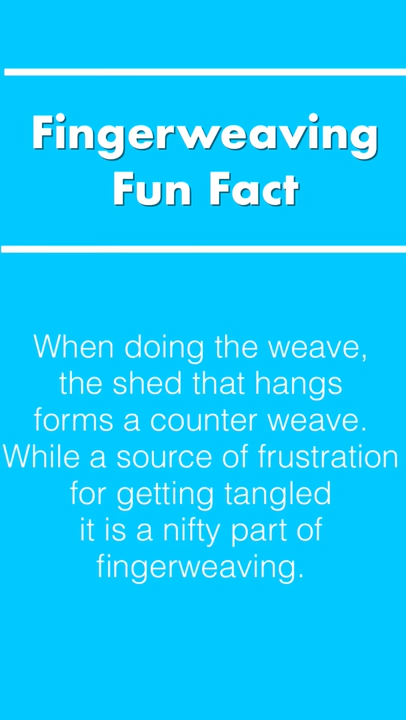 Fingerweaving
Fun Fact
When doing the weave,
the shed that hangs
forms a counter weave.
While a source of frustration
for getting tangled
it is a nifty part of
fingerweaving.